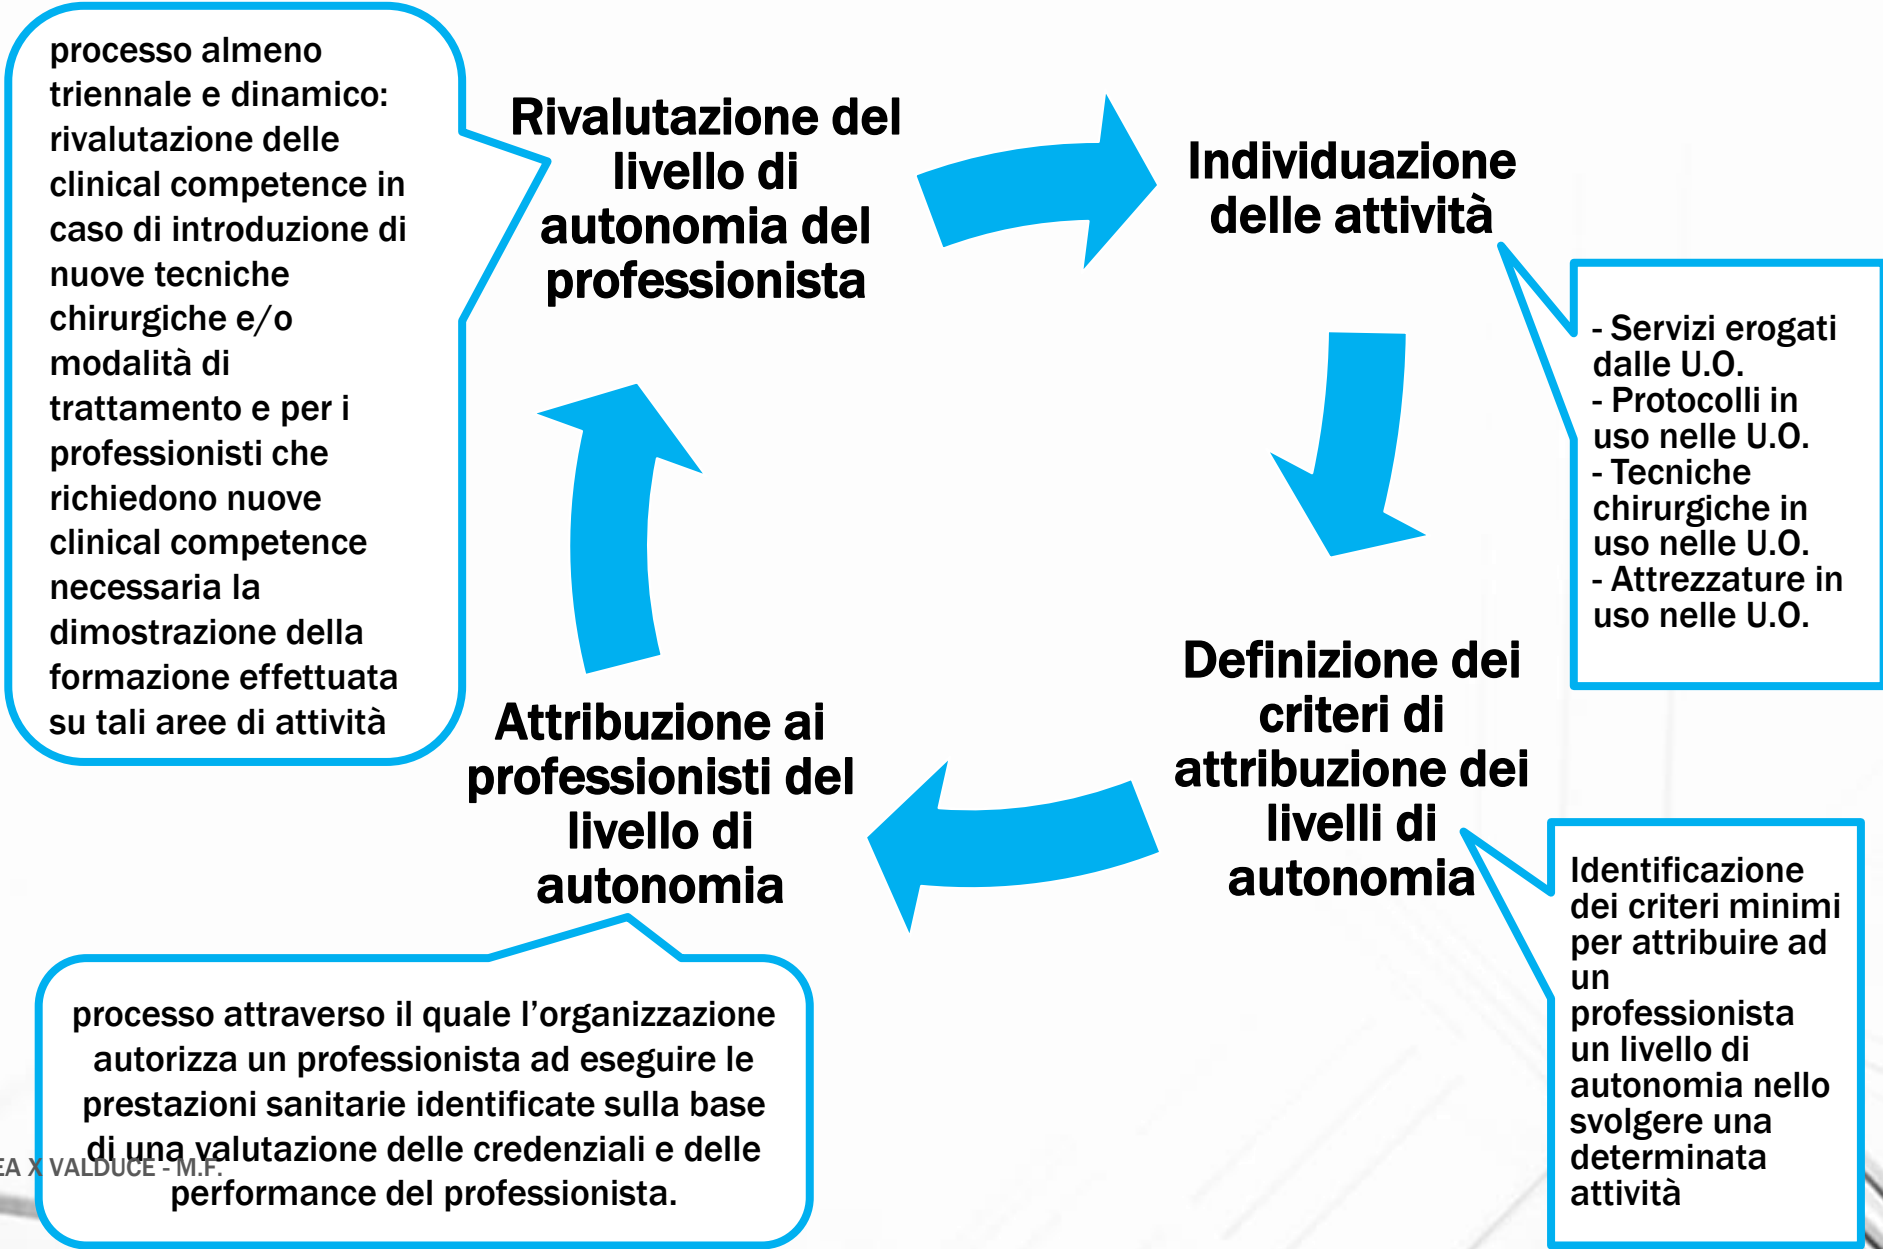 processo almeno
triennale e dinamico:
rivalutazione delle
clinical competence in
caso di introduzione di
nuove tecniche
chirurgiche e/o
modalità di
trattamento e per i
professionisti che
richiedono nuove
clinical competence
necessaria la
dimostrazione della
formazione effettuata
su tali aree di attività
Rivalutazione del
livello di
autonomia del
professionista
Individuazione
delle attività
- Servizi erogati
dalle U.O.
- Protocolli in
uso nelle U.O.
- Tecniche
chirurgiche in
uso nelle U.O.
- Attrezzature in
uso nelle U.O.
Definizione dei
criteri di
attribuzione dei
livelli di
autonomia
Identificazione
dei criteri minimi
per attribuire ad
un
professionista
un livello di
autonomia nello
svolgere una
determinata
attività
Attribuzione ai
professionisti del
livello di
autonomia
processo attraverso il quale l'organizzazione
autorizza un professionista ad eseguire le
prestazioni sanitarie identificate sulla base
di una valutazione delle credenziali e delle
performance del professionista.
X VALDUCE - M.F.